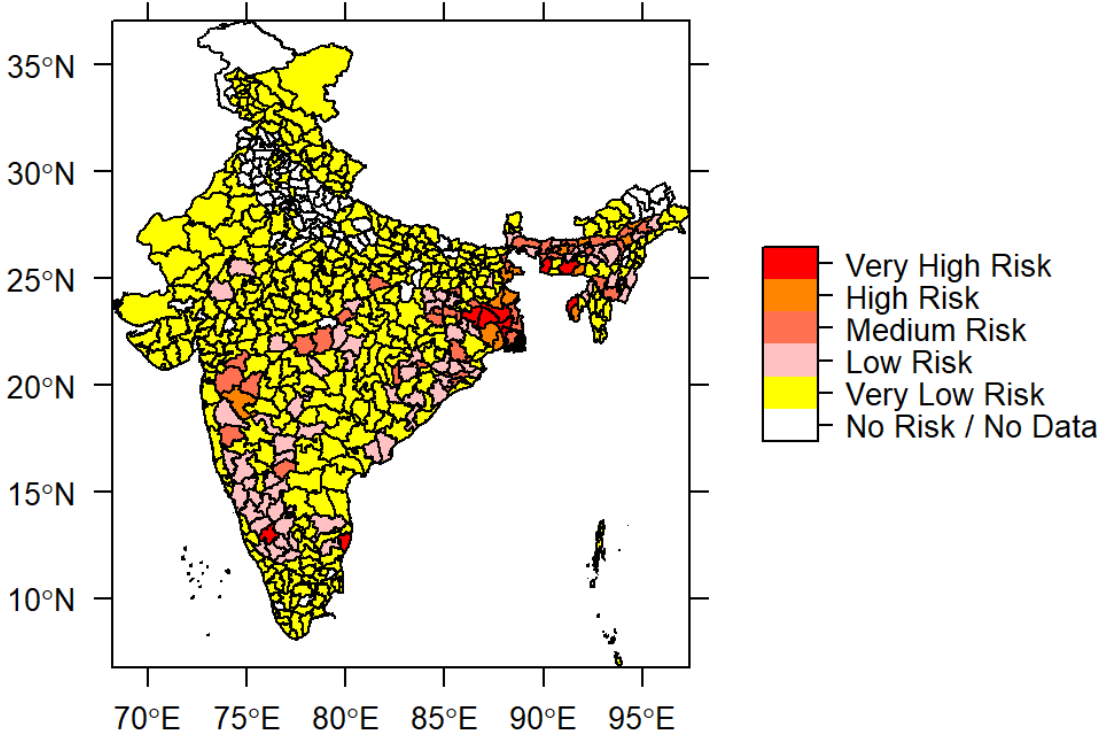 35°N
30°N
25°N
20°N
15°N
10°N
70°E 75°E 80°E 85°E 90°E 95°E
Very High Risk
High Risk
Medium Risk
Low Risk
Very Low Risk
No Risk / No Data